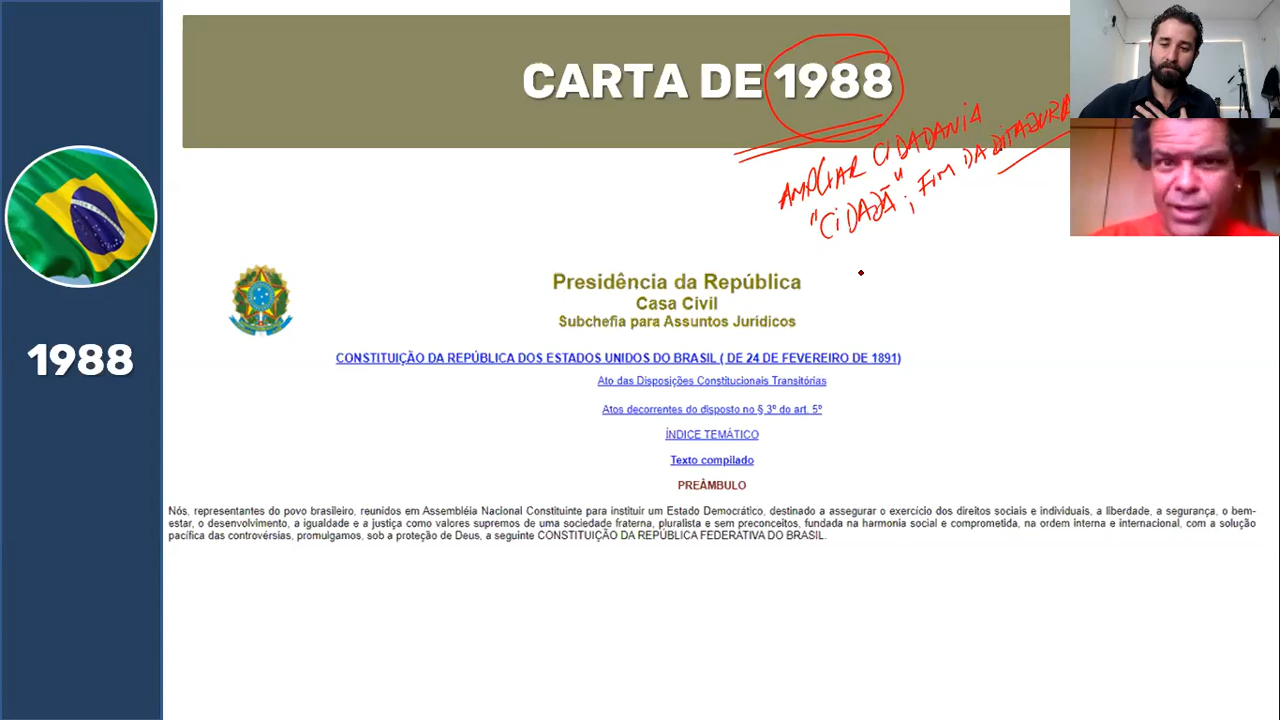 CARTA DE 1988
AMPLIAR CIDADANIA
"CIDADÃ"; FIM DA DITADURA
1988
Presidência da República
Casa Civil
Subchefia para Assuntos Jurídicos
CONSTITUIÇÃO DA REPÚBLICA DOS ESTADOS UNIDOS DO BRASIL ( DE 24 DE FEVEREIRO DE 1891)
Ato das Disposições Constitucionais Transitórias
Atos decorrentes do disposto no § 3º do art. 5º
ÍNDICE TEMÁTICO
Texto compilado
PREÂMBULO
Nós, representantes do povo brasileiro, reunidos em Assembléia Nacional Constituinte para instituir um Estado Democrático, destinado a assegurar o exercício dos direitos sociais e individuais, a liberdade, a segurança, o bem-
estar, o desenvolvimento, a igualdade e a justiça como valores supremos de uma sociedade fraterna, pluralista e sem preconceitos, fundada na harmonia social e comprometida, na ordem interna e internacional, com a solução
pacífica das controvérsias, promulgamos, sob a proteção de Deus, a seguinte CONSTITUIÇÃO DA REPÚBLICA FEDERATIVA DO BRASIL.